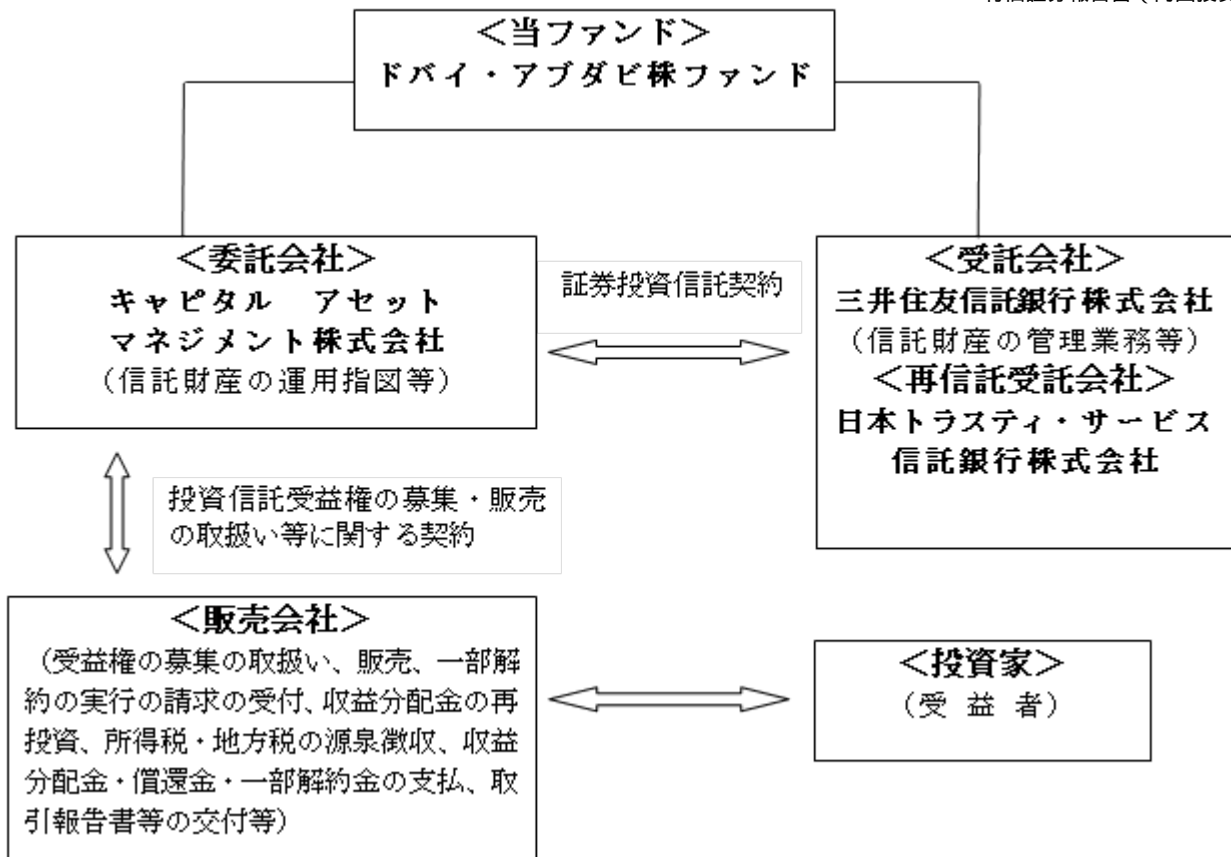 ＜当ファンド＞
ドバイ・アブダビ株ファンド
＜委託会社＞
キャピタル　アセット
マネジメント株式会社
（信託財産の運用指図等）
証券投資信託契約
＜受託会社＞
三井住友信託銀行株式会社
（信託財産の管理業務等）
＜再信託受託会社＞
日本トラスティ・サービス
信託銀行株式会社
投資信託受益権の募集・販売
の取扱い等に関する契約
＜販売会社＞
（受益権の募集の取扱い、販売、一部解
約の実行の請求の受付、収益分配金の再
投資、所得税・地方税の源泉徴収、収益
分配金・償還金・一部解約金の支払、取
引報告書等の交付等）
＜投資家＞
（受 益 者）